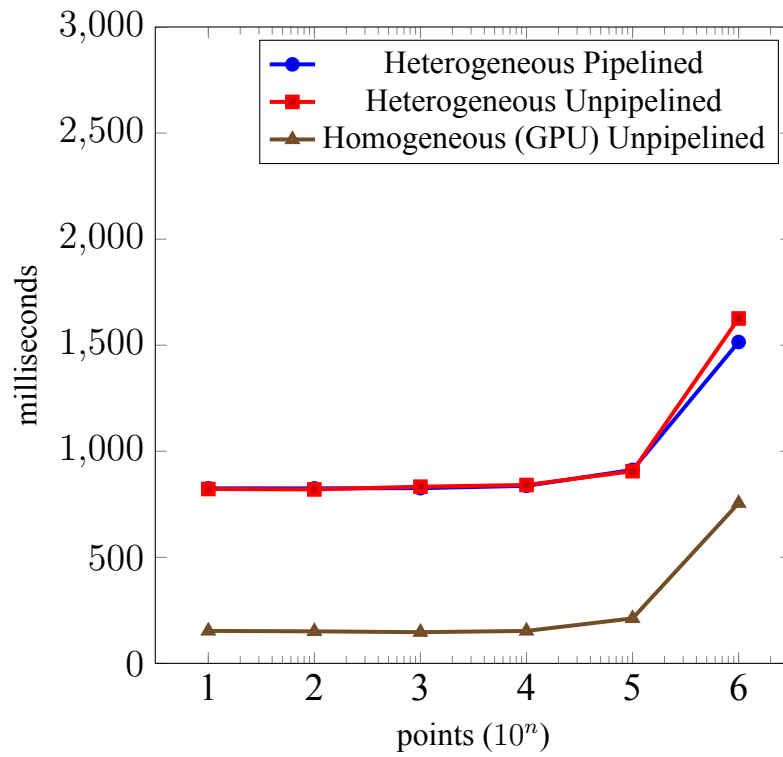 3,000
2,500
2,000
1,500
1,000
500
0
milliseconds
Heterogeneous Pipelined
Heterogeneous Unpipelined
Homogeneous (GPU) Unpipelined
1 2 3 4 5 6
points (10ⁿ)